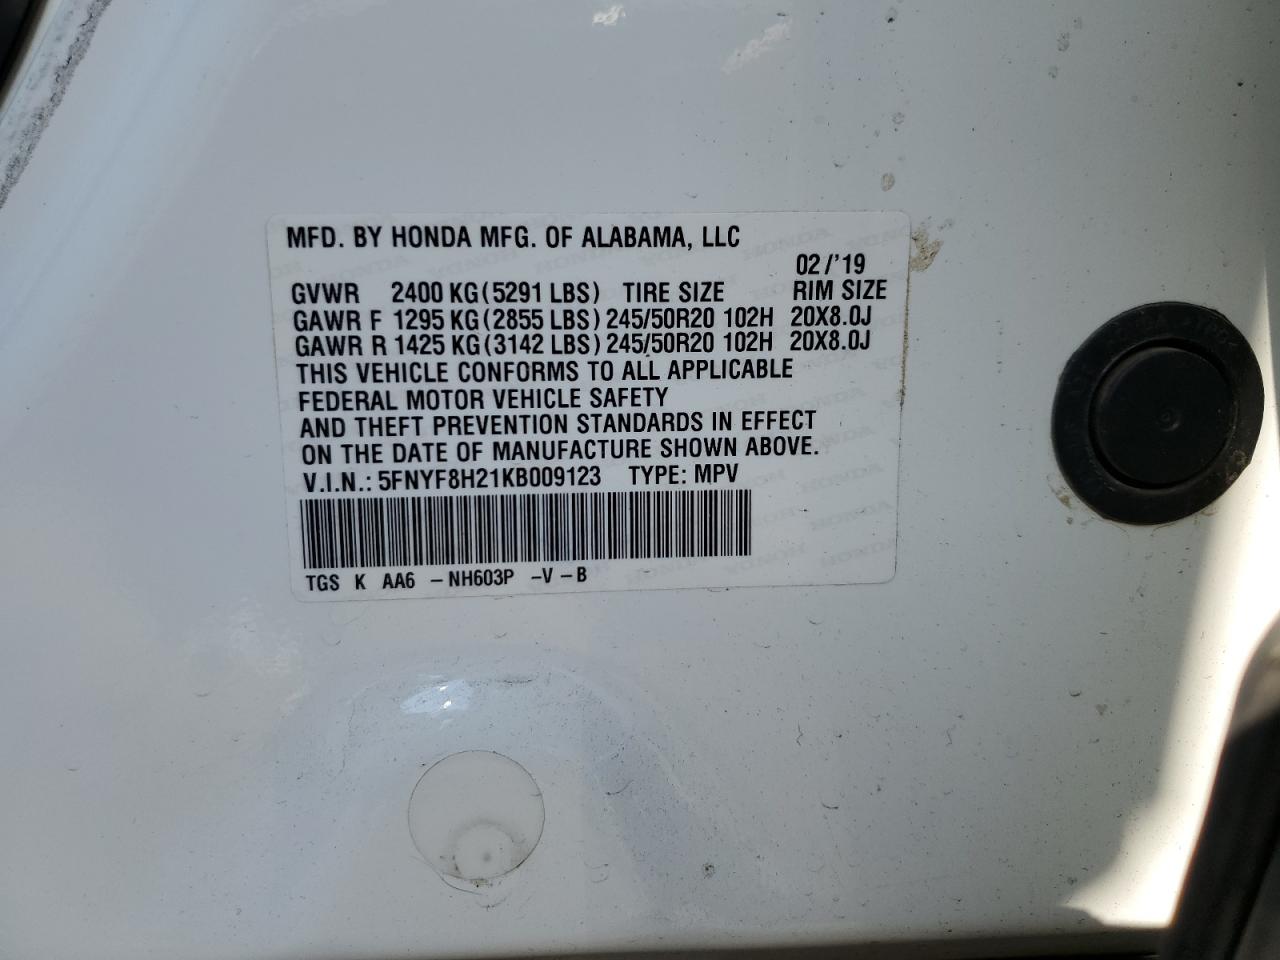 MFD. BY HONDA MFG. OF ALABAMA, LLC
02/'19
GVWR 2400 KG(5291 LBS) TIRE SIZE RIM SIZE
GAWR F 1295 KG(2855 LBS) 245/50R20 102H 20X8.0J
GAWR R 1425 KG(3142 LBS) 245/50R20 102H 20X8.0J
THIS VEHICLE CONFORMS TO ALL APPLICABLE
FEDERAL MOTOR VEHICLE SAFETY
AND THEFT PREVENTION STANDARDS IN EFFECT
ON THE DATE OF MANUFACTURE SHOWN ABOVE.
V.I.N.: 5FNYF8H21KB009123 TYPE: MPV
TGS K AA6 -NH603P -V-B